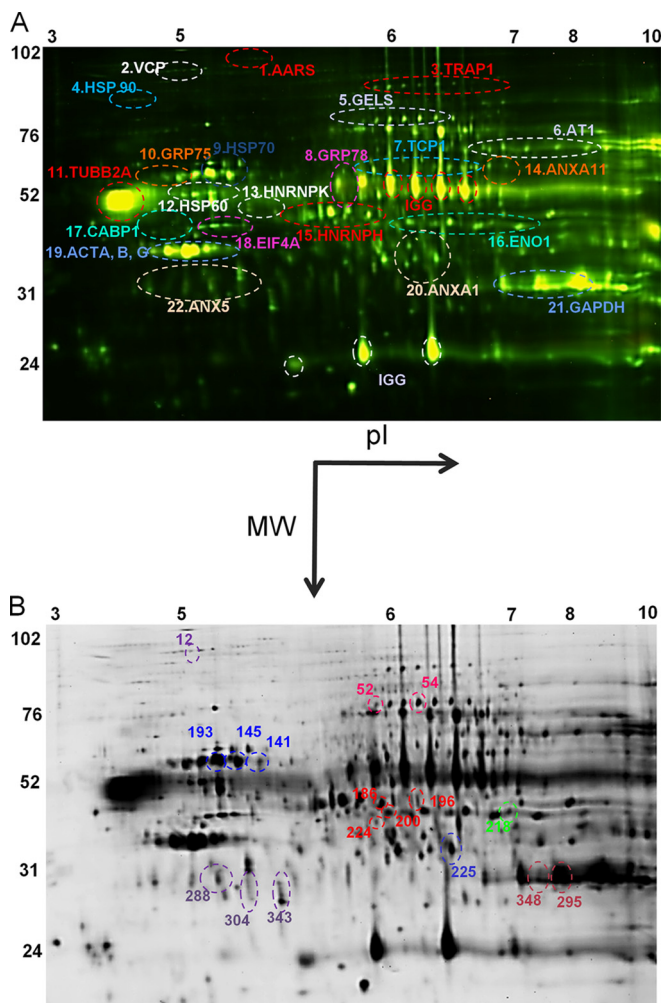 A
3 5 6 7 8 10
102
2.VCP 1.AARS 3.TRAP1
4.HSP.90
5.GELS
76 6.AT1
10.GRP75 9.HSP70 8.GRP78 7.TCP1
11.TUBB2A 14.ANXA11
52 12.HSP60 13.HNRNPK IGG
17.CABP1 15.HNRNPH
18.EIF4A 16.ENO1
19.ACTA, B, G
20.ANXA1
31 22.ANX5 21.GAPDH
24
IGG
pI
MW
B
3 5 6 7 8 10
102 12
52 54
76
193 145 141
52
186 196
200 219
224
31 225
288 304 343 348 295
24